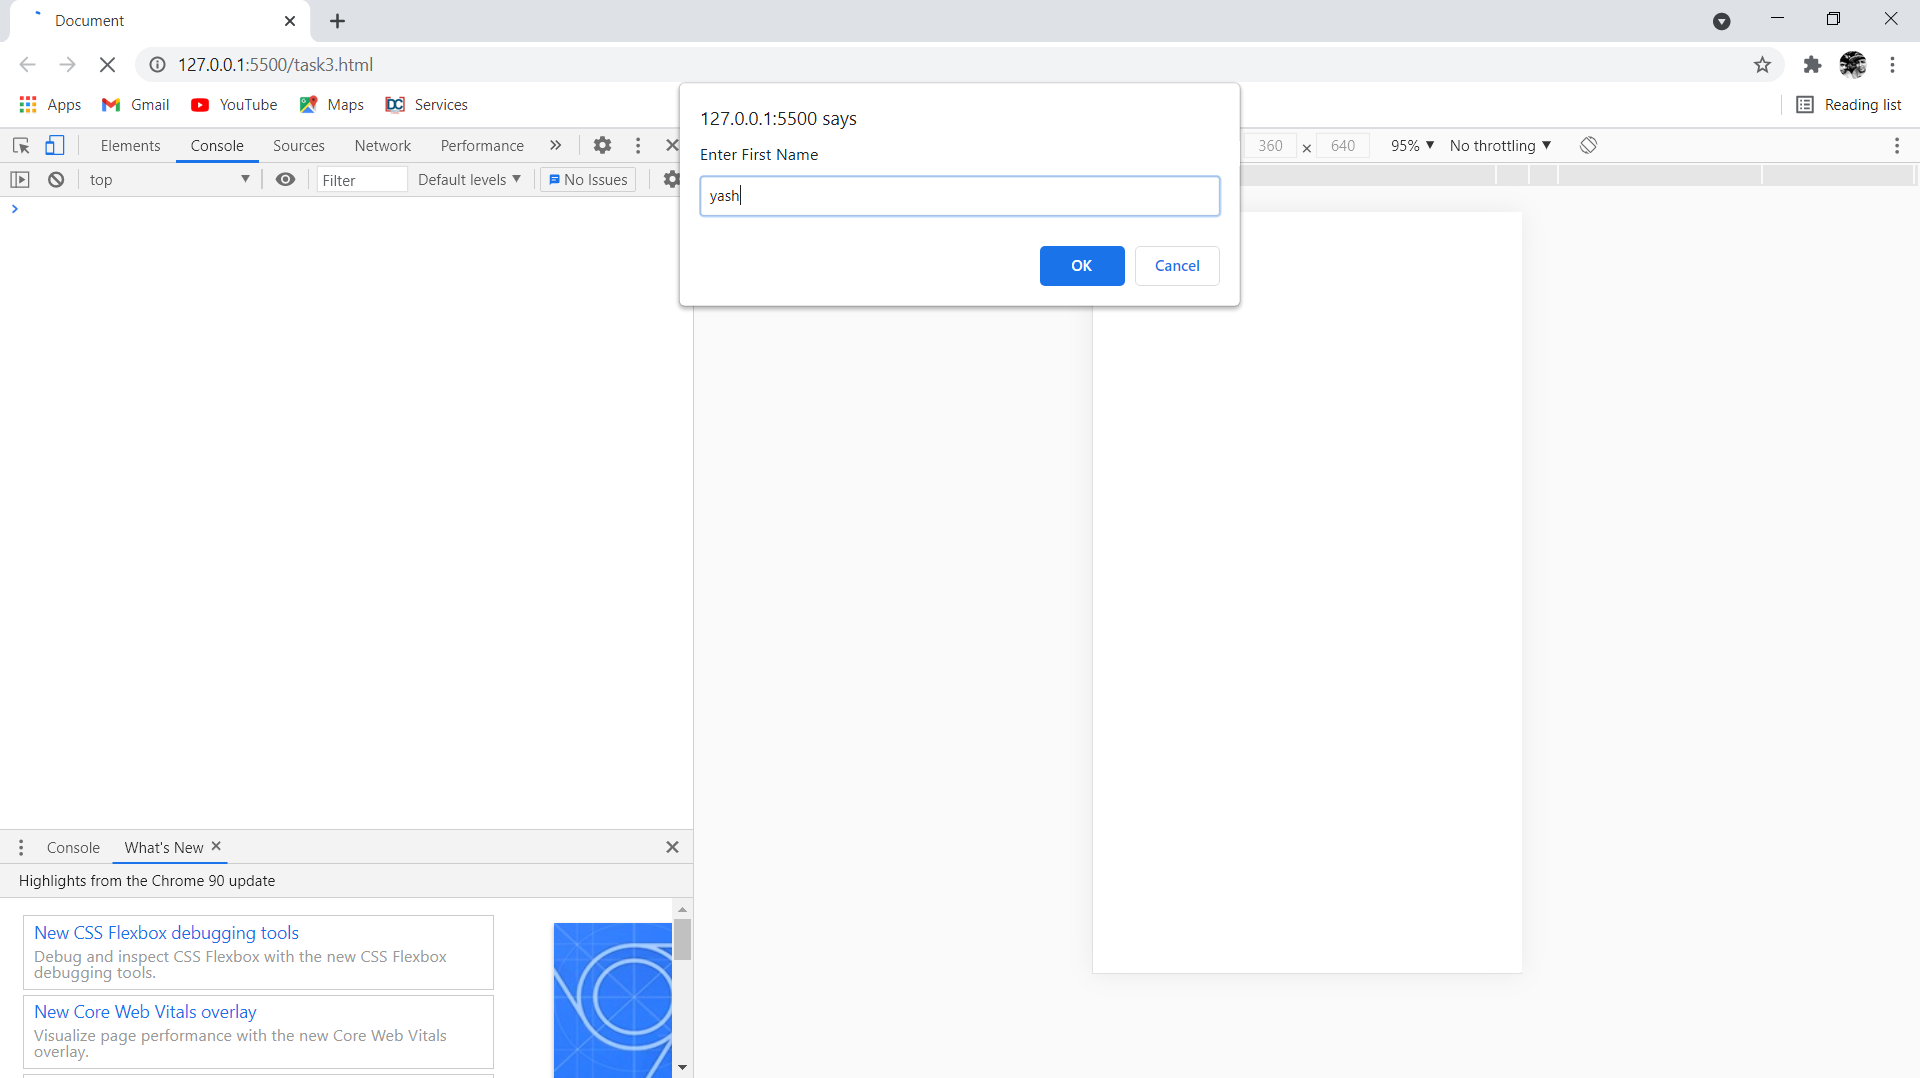 Document
127.0.0.1:5500/task3.html
Apps Gmail YouTube Maps Services Reading list
127.0.0.1:5500 says
Enter First Name
yash
OK Cancel
Elements Console Sources Network Performance » 360 × 640 95% ▼ No throttling ▼
top ▼ Filter Default levels ▼ No Issues
>
Console What's New ×
Highlights from the Chrome 90 update
New CSS Flexbox debugging tools
Debug and inspect CSS Flexbox with the new CSS Flexbox
debugging tools.
New Core Web Vitals overlay
Visualize page performance with the new Core Web Vitals
overlay.